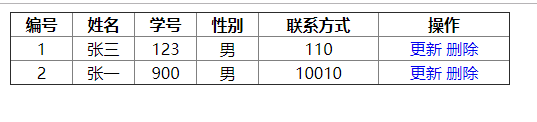 编号 姓名 学号 性别 联系方式 操作
1 张三 123 男 110 更新 删除
2 张一 900 男 10010 更新 删除